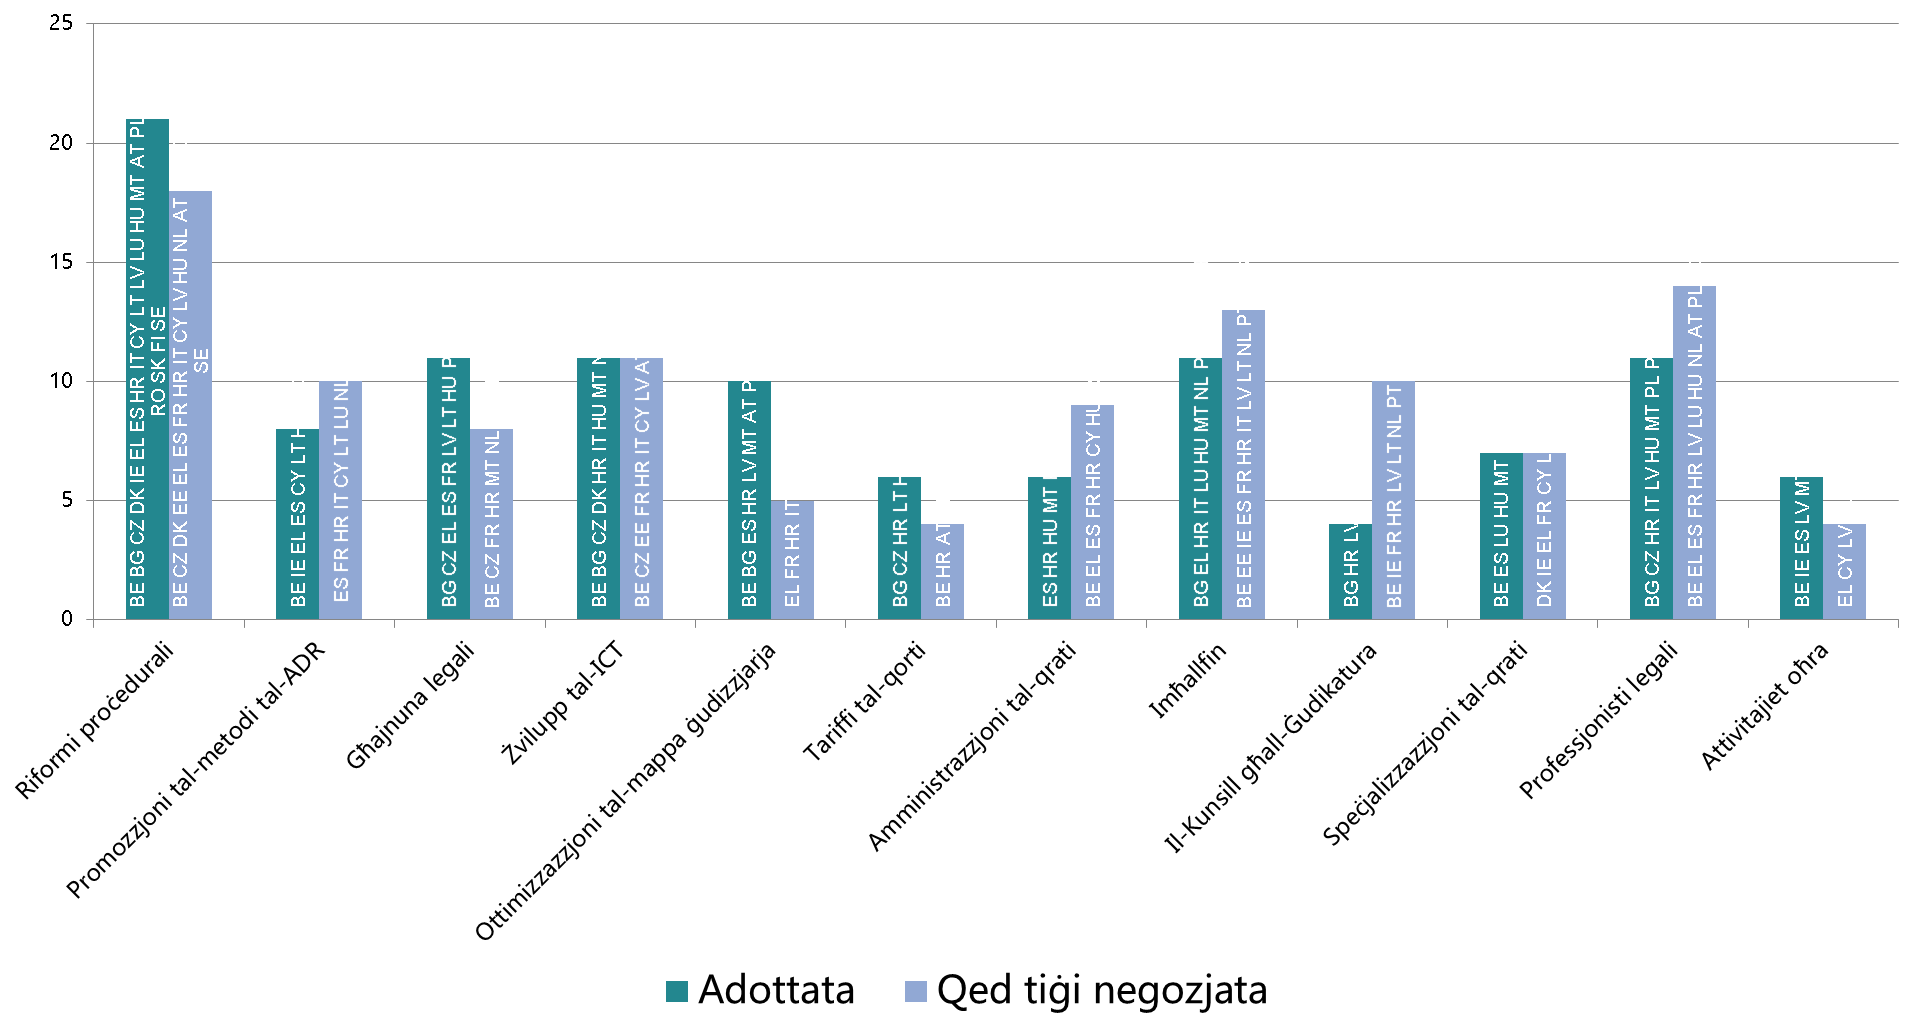 25
20
15
10
5
0
BE BG CZ DK IE EL ES HR IT CY LT LV LU HU MT AT PL
RO SK FI SE
BE CZ DK EE EL ES FR HR IT CY LV HU NL AT
SE
BE IE EL ES CY LT
ES FR HR IT CY LT LU NL
BG CZ EL ES FR LV LT HU
BE CZ FR HR MT NL
BE BG CZ DK HR IT HU MT
BE CZ EE FR HR IT CY LV AT
BE BG ES HR LV MT AT
EL FR HR IT
BG CZ HR LT
BE HR AT
ES HR HU MT
BE EL ES FR HR CY HU
BG EL HR IT LU HU MT NL
BE EE IE ES FR HR IT LV LT NL PT
BG HR LV
BE IE FR HR LV LT NL PT
BE ES LU HU MT
DK IE EL FR CY
BG CZ HR IT LV HU MT PL
BE EL ES FR HR LV LU HU NL AT PL
BE IE ES LV MT
EL CY LV
Riformi proċedurali
Promozzjoni tal-metodi tal-ADR
Għajnuna legali
Żvilupp tal-ICT
Ottimizzazzjoni tal-mappa ġudizzjarja
Tariffi tal-qorti
Amministrazzjoni tal-qrati
Imħallfin
Il-Kunsill għall-Ġudikatura
Speċjalizzazzjoni tal-qrati
Professjonisti legali
Attivitajiet oħra
Adottata
Qed tiġi negozjata